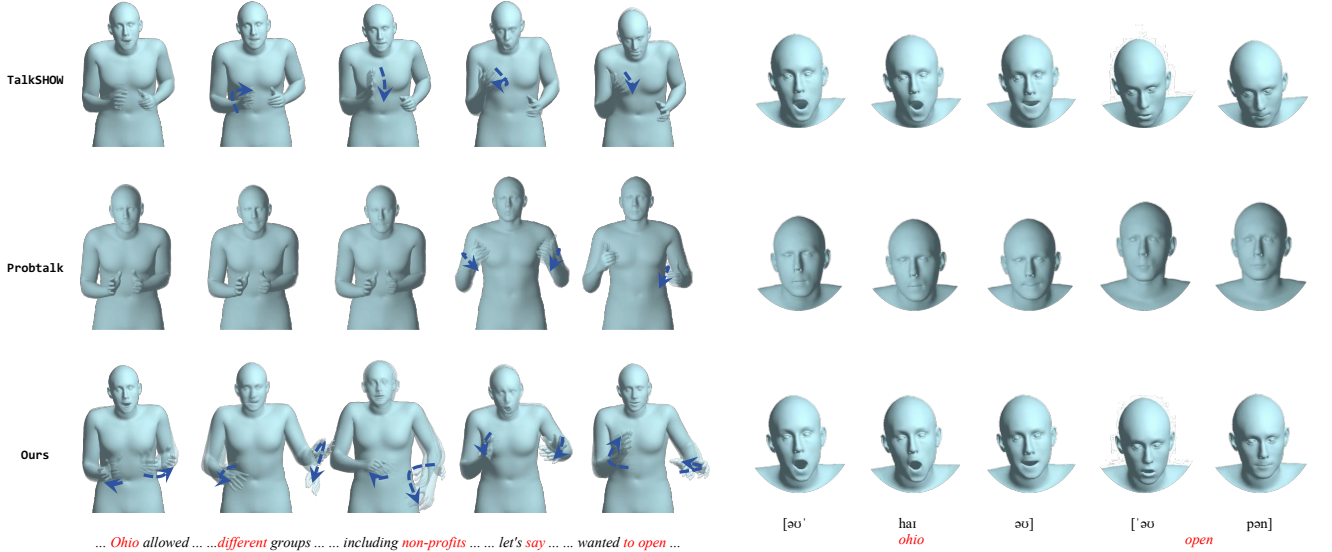 TalkSHOW
Probtalk
Ours
... Ohio allowed ... ...different groups ... ... including non-profits ... ... let's say ... ... wanted to open ...
[əʊˈ haɪ əʊ] [ˈəʊ pən]
ohio open